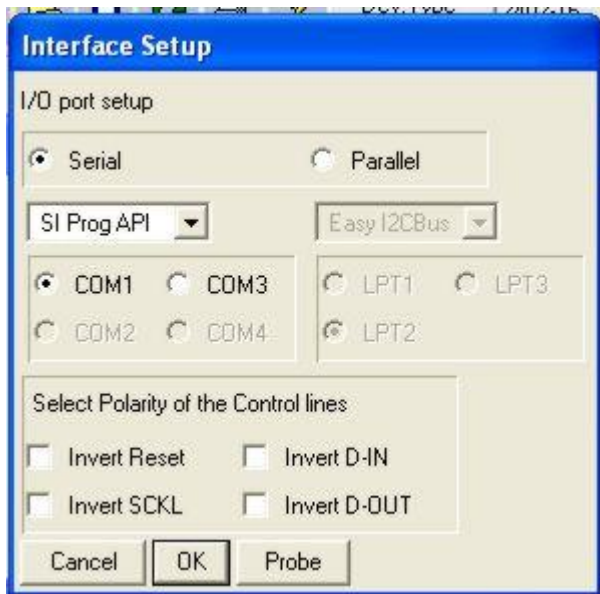 Interface Setup
I/O port setup
Serial Parallel
SI Prog API Easy I2CBus
COM1 COM3 LPT1 LPT3
COM2 COM4 LPT2
Select Polarity of the Control lines
Invert Reset Invert D-IN
Invert SCKL Invert D-OUT
Cancel OK Probe